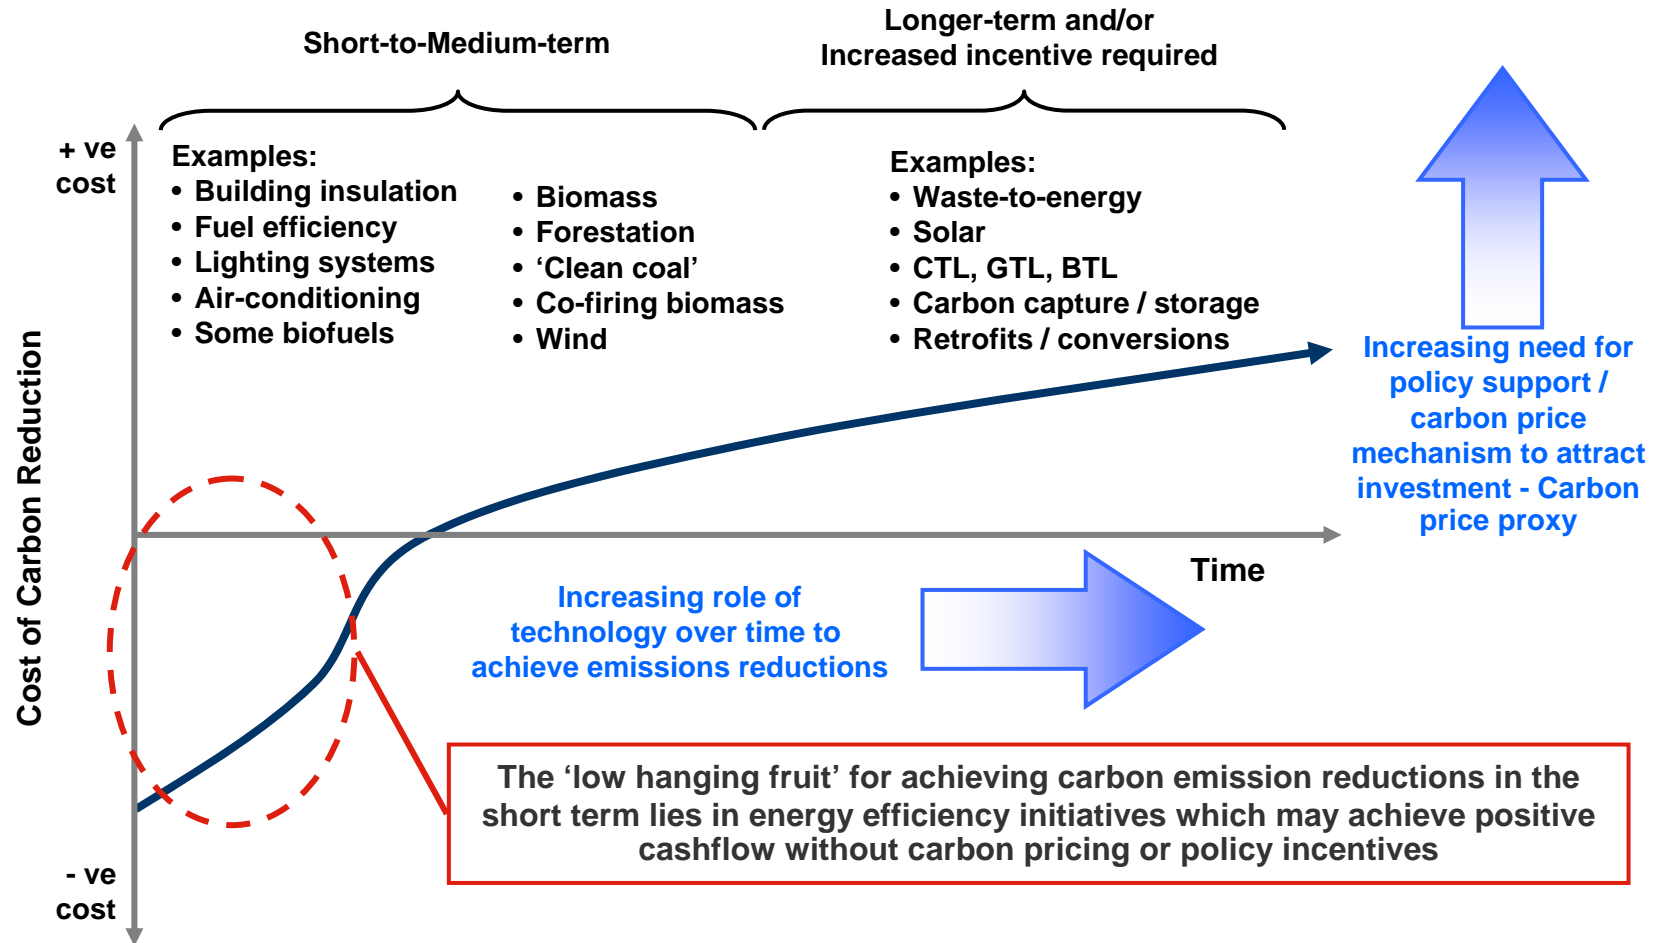 Short-to-Medium-term
Longer-term and/or
Increased incentive required
+ ve
cost
Examples:
• Building insulation
• Fuel efficiency
• Lighting systems
• Air-conditioning
• Some biofuels
• Biomass
• Forestation
• ‘Clean coal’
• Co-firing biomass
• Wind
Examples:
• Waste-to-energy
• Solar
• CTL, GTL, BTL
• Carbon capture / storage
• Retrofits / conversions
Increasing need for
policy support /
carbon price
mechanism to attract
investment - Carbon
price proxy
Cost of Carbon Reduction
Time
Increasing role of
technology over time to
achieve emissions reductions
The ‘low hanging fruit’ for achieving carbon emission reductions in the
short term lies in energy efficiency initiatives which may achieve positive
cashflow without carbon pricing or policy incentives
- ve
cost